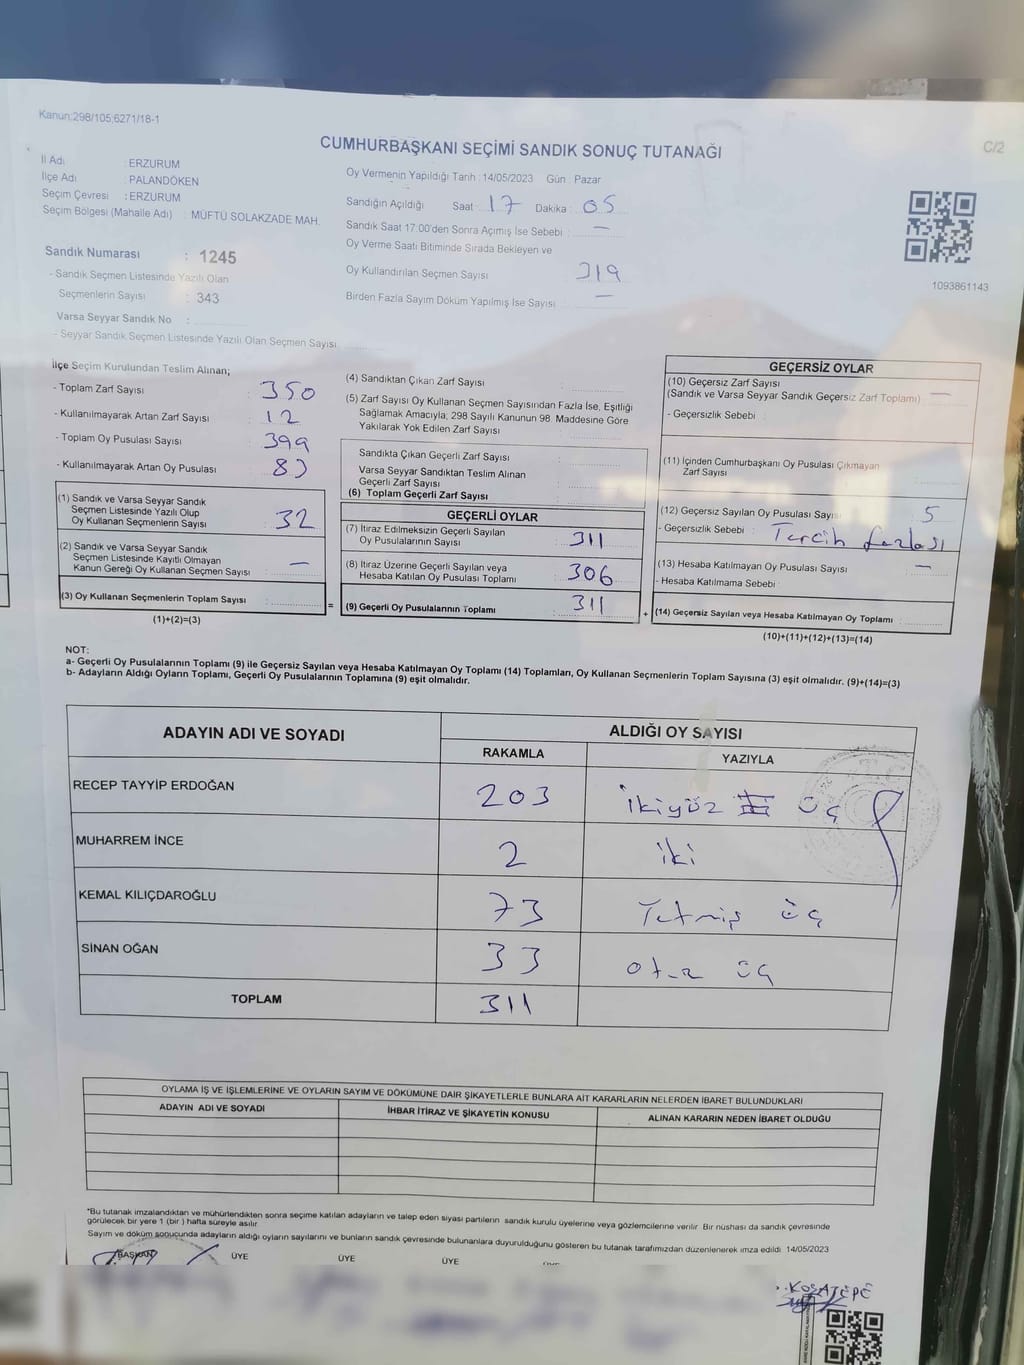 Kanun:298/105;6271/18-1
CUMHURBAŞKANI SEÇİMİ SANDIK SONUÇ TUTANAĞI
C/2
İl Adı : ERZURUM
İlçe Adı : PALANDÖKEN
Seçim Çevresi : ERZURUM
Seçim Bölgesi (Mahalle Adı) : MÜFTÜ SOLAKZADE MAH.
Sandık Numarası : 1245
- Sandık Seçmen Listesinde Yazılı Olan
Seçmenlerin Sayısı : 343
Varsa Seyyar Sandık No :
- Seyyar Sandık Seçmen Listesinde Yazılı Olan Seçmen Sayısı
Oy Vermenin Yapıldığı Tarih :14/05/2023 Gün : Pazar
Sandığın Açıldığı Saat : 17 Dakika : 05
Sandık Saat 17:00'den Sonra Açımış İse Sebebi : —
Oy Verme Saati Bitiminde Sırada Bekleyen ve
Oy Kullandırılan Seçmen Sayısı 319
Birden Fazla Sayım Döküm Yapılmış İse Sayısı : —
1093861143
İlçe Seçim Kurulundan Teslim Alınan;
- Toplam Zarf Sayısı : 350
- Kullanılmayarak Artan Zarf Sayısı : 12
- Toplam Oy Pusulası Sayısı : 399
- Kullanılmayarak Artan Oy Pusulası :
(1) Sandık ve Varsa Seyyar Sandık
Seçmen Listesinde Yazılı Olup
Oy Kullanan Seçmenlerin Sayısı : 32
(2) Sandık ve Varsa Seyyar Sandık
Seçmen Listesinde Kayıtlı Olmayan
Kanun Gereği Oy Kullanan Seçmen Sayısı : —
(3) Oy Kullanan Seçmenlerin Toplam Sayısı :
(1)+(2)=(3)
=
(4) Sandıktan Çıkan Zarf Sayısı :
(5) Zarf Sayısı Oy Kullanan Seçmen Sayısından Fazla İse, Eşitliği
Sağlamak Amacıyla; 298 Sayılı Kanunun 98. Maddesine Göre
Yakılarak Yok Edilen Zarf Sayısı :
Sandıkta Çıkan Geçerli Zarf Sayısı :
Varsa Seyyar Sandıktan Teslim Alınan
Geçerli Zarf Sayısı :
(6) Toplam Geçerli Zarf Sayısı :
GEÇERLİ OYLAR
(7) İtiraz Edilmeksizin Geçerli Sayılan
Oy Pusulalarının Sayısı : 311
(8) İtiraz Üzerine Geçerli Sayılan veya
Hesaba Katılan Oy Pusulası Toplamı : 306
(9) Geçerli Oy Pusulalarının Toplamı : 311
+
GEÇERSİZ OYLAR
(10) Geçersiz Zarf Sayısı
(Sandık ve Varsa Seyyar Sandık Geçersiz Zarf Toplamı) —
- Geçersizlik Sebebi :
(11) İçinden Cumhurbaşkanı Oy Pusulası Çıkmayan
Zarf Sayısı :
(12) Geçersiz Sayılan Oy Pusulası Sayısı 5
- Geçersizlik Sebebi : Tercih fazlası
(13) Hesaba Katılmayan Oy Pusulası Sayısı : —
- Hesaba Katılmama Sebebi :
(14) Geçersiz Sayılan veya Hesaba Katılmayan Oy Toplamı :
(10)+(11)+(12)+(13)=(14)
NOT:
a- Geçerli Oy Pusulalarının Toplamı (9) ile Geçersiz Sayılan veya Hesaba Katılmayan Oy Toplamı (14) Toplamları, Oy Kullanan Seçmenlerin Toplam Sayısına (3) eşit olmalıdır. (9)+(14)=(3)
b- Adayların Aldığı Oyların Toplamı, Geçerli Oy Pusulalarının Toplamına (9) eşit olmalıdır.
ADAYIN ADI VE SOYADI ALDIĞI OY SAYISI
RAKAMLA YAZIYLA
RECEP TAYYİP ERDOĞAN 203 ikiyüz üç
MUHARREM İNCE 2 iki
KEMAL KILIÇDAROĞLU 73 Yetmiş üç
SİNAN OĞAN 33 otuz üç
TOPLAM 311
OYLAMA İŞ VE İŞLEMLERİNE VE OYLARIN SAYIM VE DÖKÜMÜNE DAİR ŞİKAYETLERLE BUNLARA AİT KARARLARIN NELERDEN İBARET BULUNDUKLARI
ADAYIN ADI VE SOYADI İHBAR İTİRAZ VE ŞİKAYETİN KONUSU ALINAN KARARIN NEDEN İBARET OLDUĞU
*Bu tutanak imzalandıktan ve mühürlendikten sonra seçime katılan adayların ve talep eden siyasi partilerin sandık kurulu üyelerine veya gözlemcilerine verilir. Bir nüshası da sandık çevresinde
görülecek bir yere 1 (bir) hafta süreyle asılır.
Sayım ve döküm sonucunda adayların aldığı oyların sayılarını ve bunların sandık çevresinde bulunanlara duyurulduğunu gösteren bu tutanak tarafımızdan düzenlenerek imza edildi. 14/05/2023
BAŞKAN ÜYE ÜYE ÜYE
KOŞATEPE